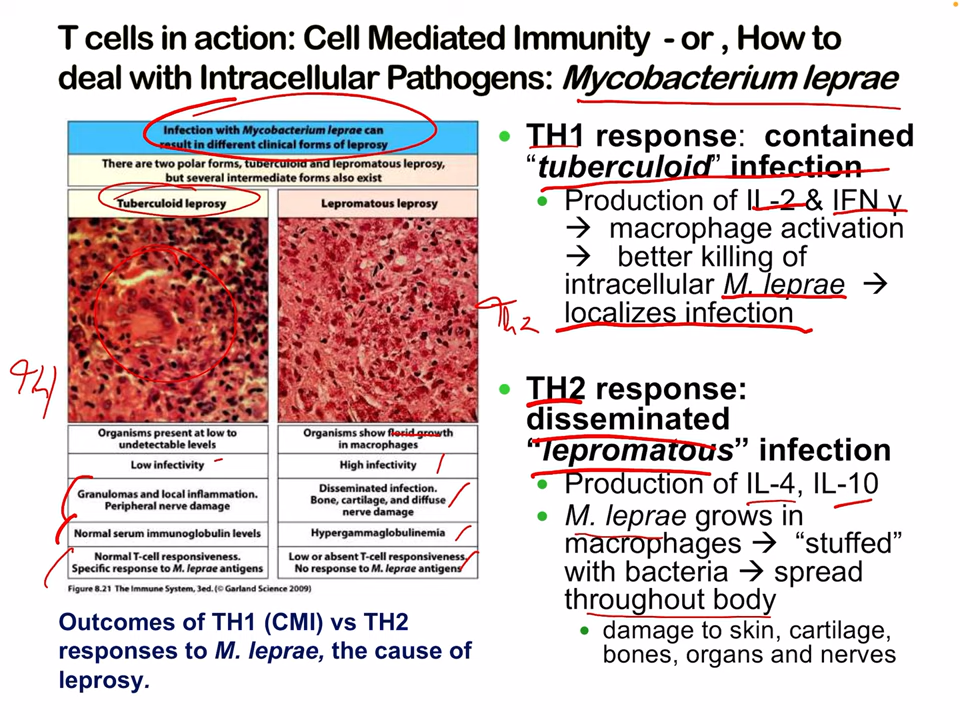 T cells in action: Cell Mediated Immunity - or , How to
deal with Intracellular Pathogens: Mycobacterium leprae
Infection with Mycobacterium leprae can
result in different clinical forms of leprosy
There are two polar forms, tuberculoid and lepromatous leprosy,
but several intermediate forms also exist
Tuberculoid leprosy
Lepromatous leprosy
Th1
Th2
Organisms present at low to
undetectable levels
Organisms show florid growth
in macrophages
Low infectivity
High infectivity
Granulomas and local inflammation.
Peripheral nerve damage
Disseminated infection.
Bone, cartilage, and diffuse
nerve damage
Normal serum immunoglobulin levels
Hypergammaglobulinemia
Normal T-cell responsiveness.
Specific response to M. leprae antigens
Low or absent T-cell responsiveness.
No response to M. leprae antigens
Figure 8.21 The Immune System, 3ed. (© Garland Science 2009)
Outcomes of TH1 (CMI) vs TH2
responses to M. leprae, the cause of
leprosy.
• TH1 response: contained
“tuberculoid” infection
• Production of IL-2 & IFN γ
→ macrophage activation
→ better killing of
intracellular M. leprae →
localizes infection
• TH2 response:
disseminated
“lepromatous” infection
• Production of IL-4, IL-10
• M. leprae grows in
macrophages → “stuffed”
with bacteria → spread
throughout body
• damage to skin, cartilage,
bones, organs and nerves